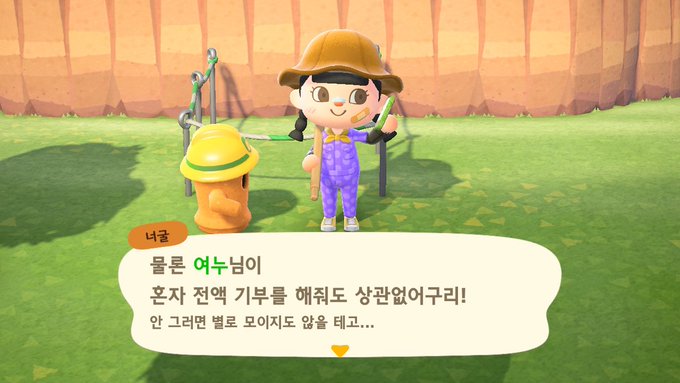 너굴
물론 여누님이
혼자 전액 기부를 해줘도 상관없어구리!
안 그러면 별로 모이지도 않을 테고...